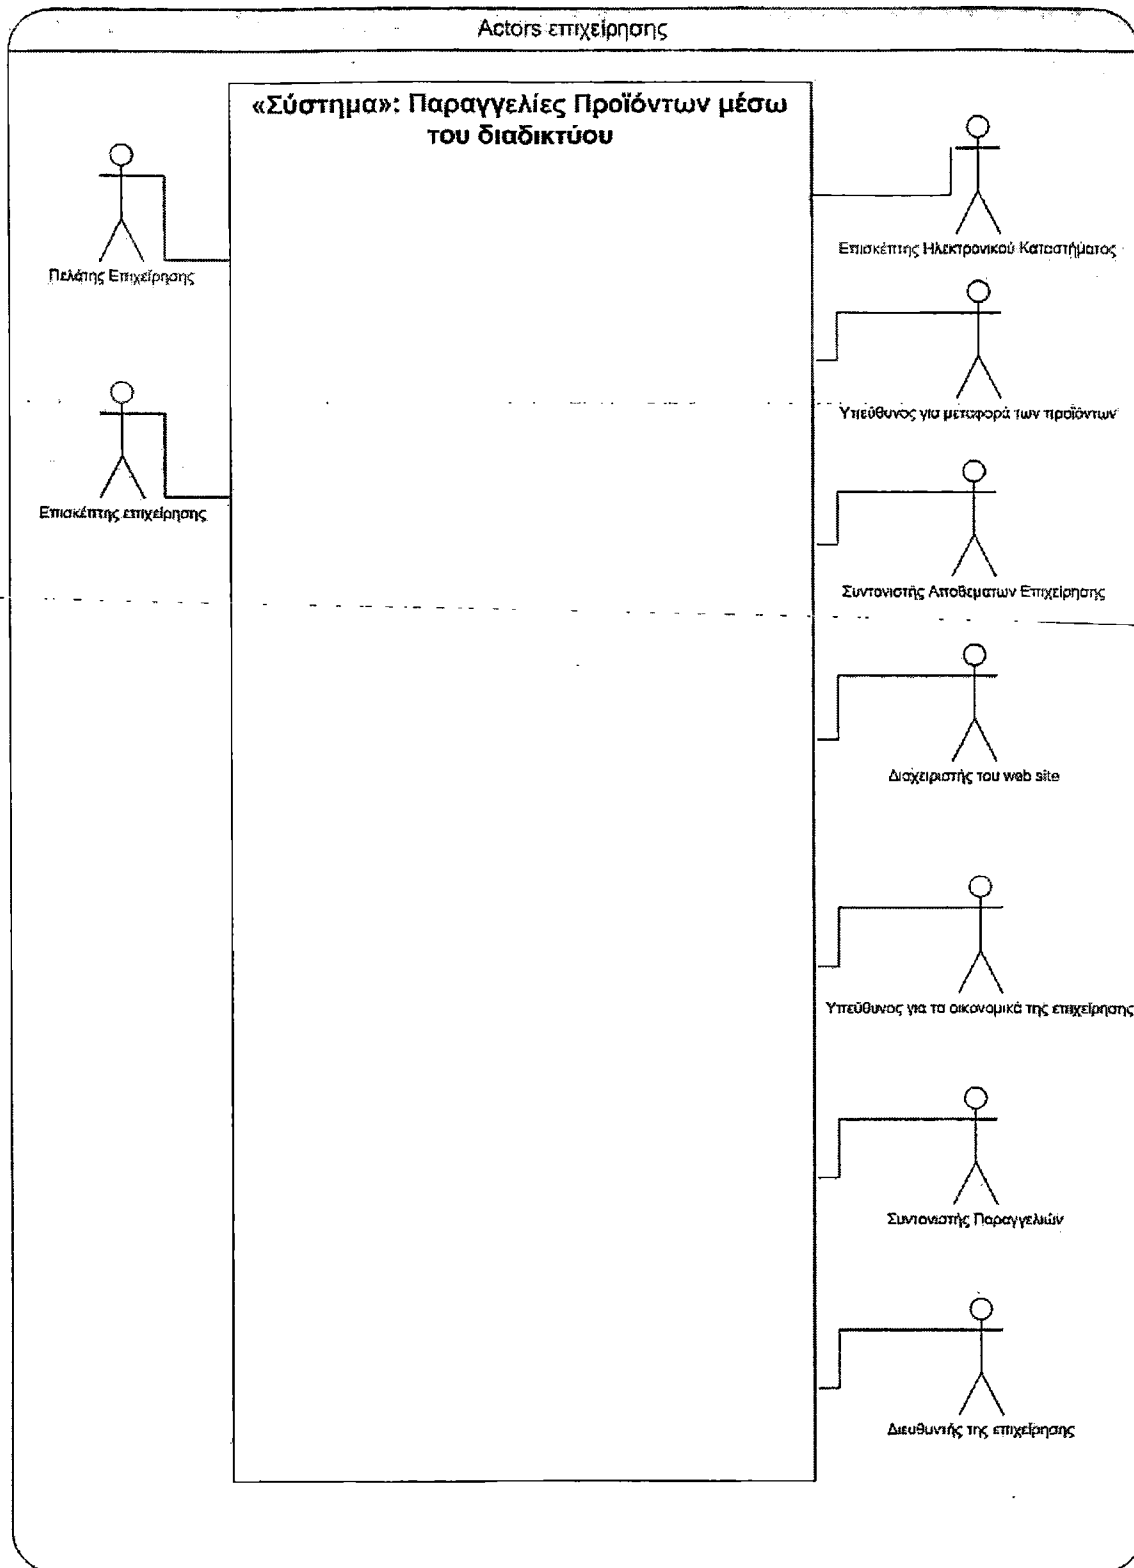 Actors επιχείρησης
«Σύστημα»: Παραγγελίες Προϊόντων μέσω
του διαδικτύου
Πελάτης Επιχείρησης
Επισκέπτης επιχείρησης
Επισκέπτης Ηλεκτρονικού Καταστήματος
Υπεύθυνος για μεταφορά των προϊόντων
Συντονιστής Αποθεματων Επιχείρησης
Διαχειριστής του web site
Υπεύθυνος για τα οικονομικά της επιχείρησης
Συντονιστής Παραγγελιών
Διευθυντής της επιχείρησης